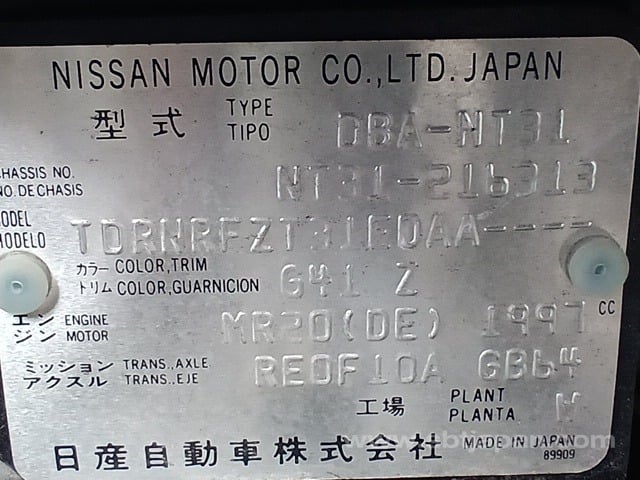 NISSAN MOTOR CO.,LTD. JAPAN
型式 TYPE TIPO DBA-NT31
CHASSIS NO. NO. DE CHASIS NT31-216313
MODEL MODELO TDRNRFZT31EDAA----
カラー COLOR,TRIM
トリム COLOR,GUARNICION G41 Z
エンジン ENGINE MOTOR MR20(DE) 1997 CC
ミッション TRANS.,AXLE
アクスル TRANS.,EJE RE0F10A GB64
工場 PLANT PLANTA
日産自動車株式会社 MADE IN JAPAN
89909